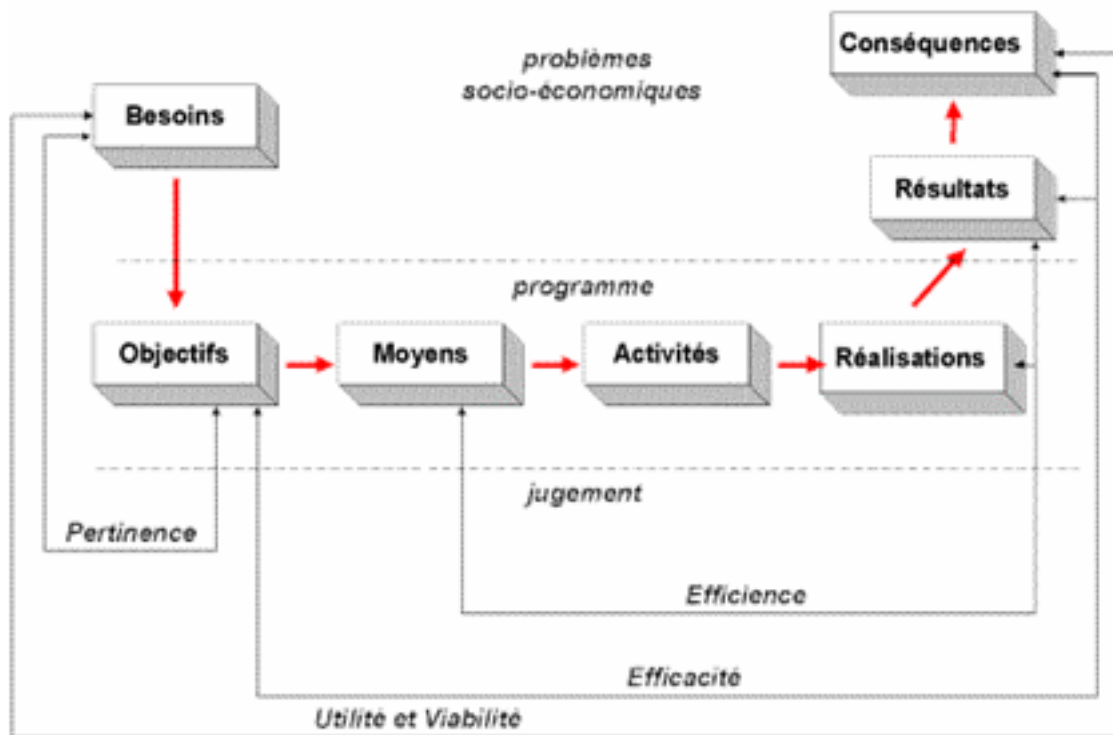 problèmes
socio-économiques
Conséquences
Besoins
Résultats
programme
Objectifs
Moyens
Activités
Réalisations
jugement
Pertinence
Efficience
Efficacité
Utilité et Viabilité